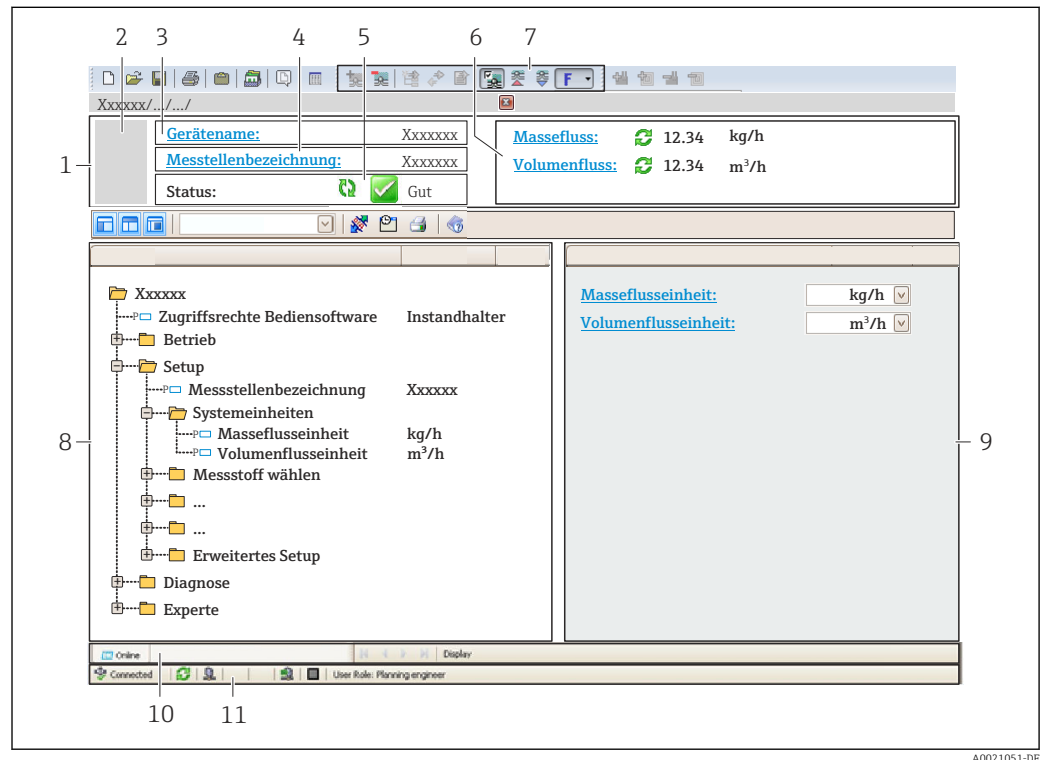 2 3 4 5 6 7
F
Xxxxxx/.../.../
1
Gerätename: Xxxxxxx
Messtellenbezeichnung: Xxxxxxx
Status: Gut
Massefluss: 12.34 kg/h
Volumenfluss: 12.34 m³/h
8
Xxxxxx
P Zugriffsrechte Bediensoftware Instandhalter
Betrieb
Setup
P Messstellenbezeichnung Xxxxxx
Systemeinheiten
P Masseflusseinheit kg/h
P Volumenflusseinheit m³/h
Messstoff wählen
...
...
Erweitertes Setup
Diagnose
Experte
Masseflusseinheit: kg/h
Volumenflusseinheit: m³/h
9
Online Display
Connected User Role: Planning engineer
10 11
A0021051-DE